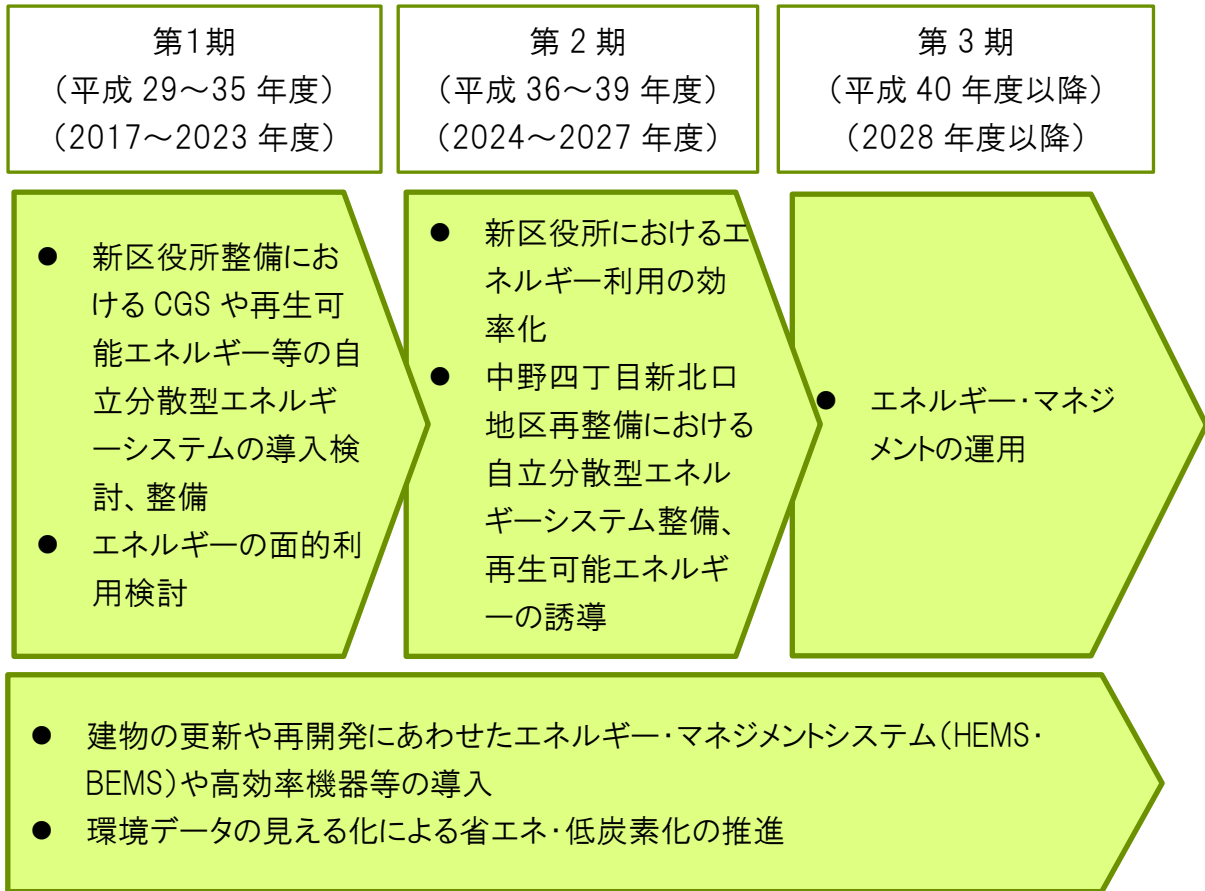 第1期
（平成 29～35 年度）
（2017～2023 年度）
第 2 期
（平成 36～39 年度）
（2024～2027 年度）
第 3 期
（平成 40 年度以降）
（2028 年度以降）
● 新区役所整備にお
ける CGS や再生可
能エネルギー等の自
立分散型エネルギ
ーシステムの導入検
討、整備
● エネルギーの面的利
用検討
● 新区役所におけるエ
ネルギー利用の効
率化
● 中野四丁目新北口
地区再整備における
自立分散型エネル
ギーシステム整備、
再生可能エネルギ
ーの誘導
● エネルギー・マネジ
メントの運用
● 建物の更新や再開発にあわせたエネルギー・マネジメントシステム（HEMS・
BEMS）や高効率機器等の導入
● 環境データの見える化による省エネ・低炭素化の推進